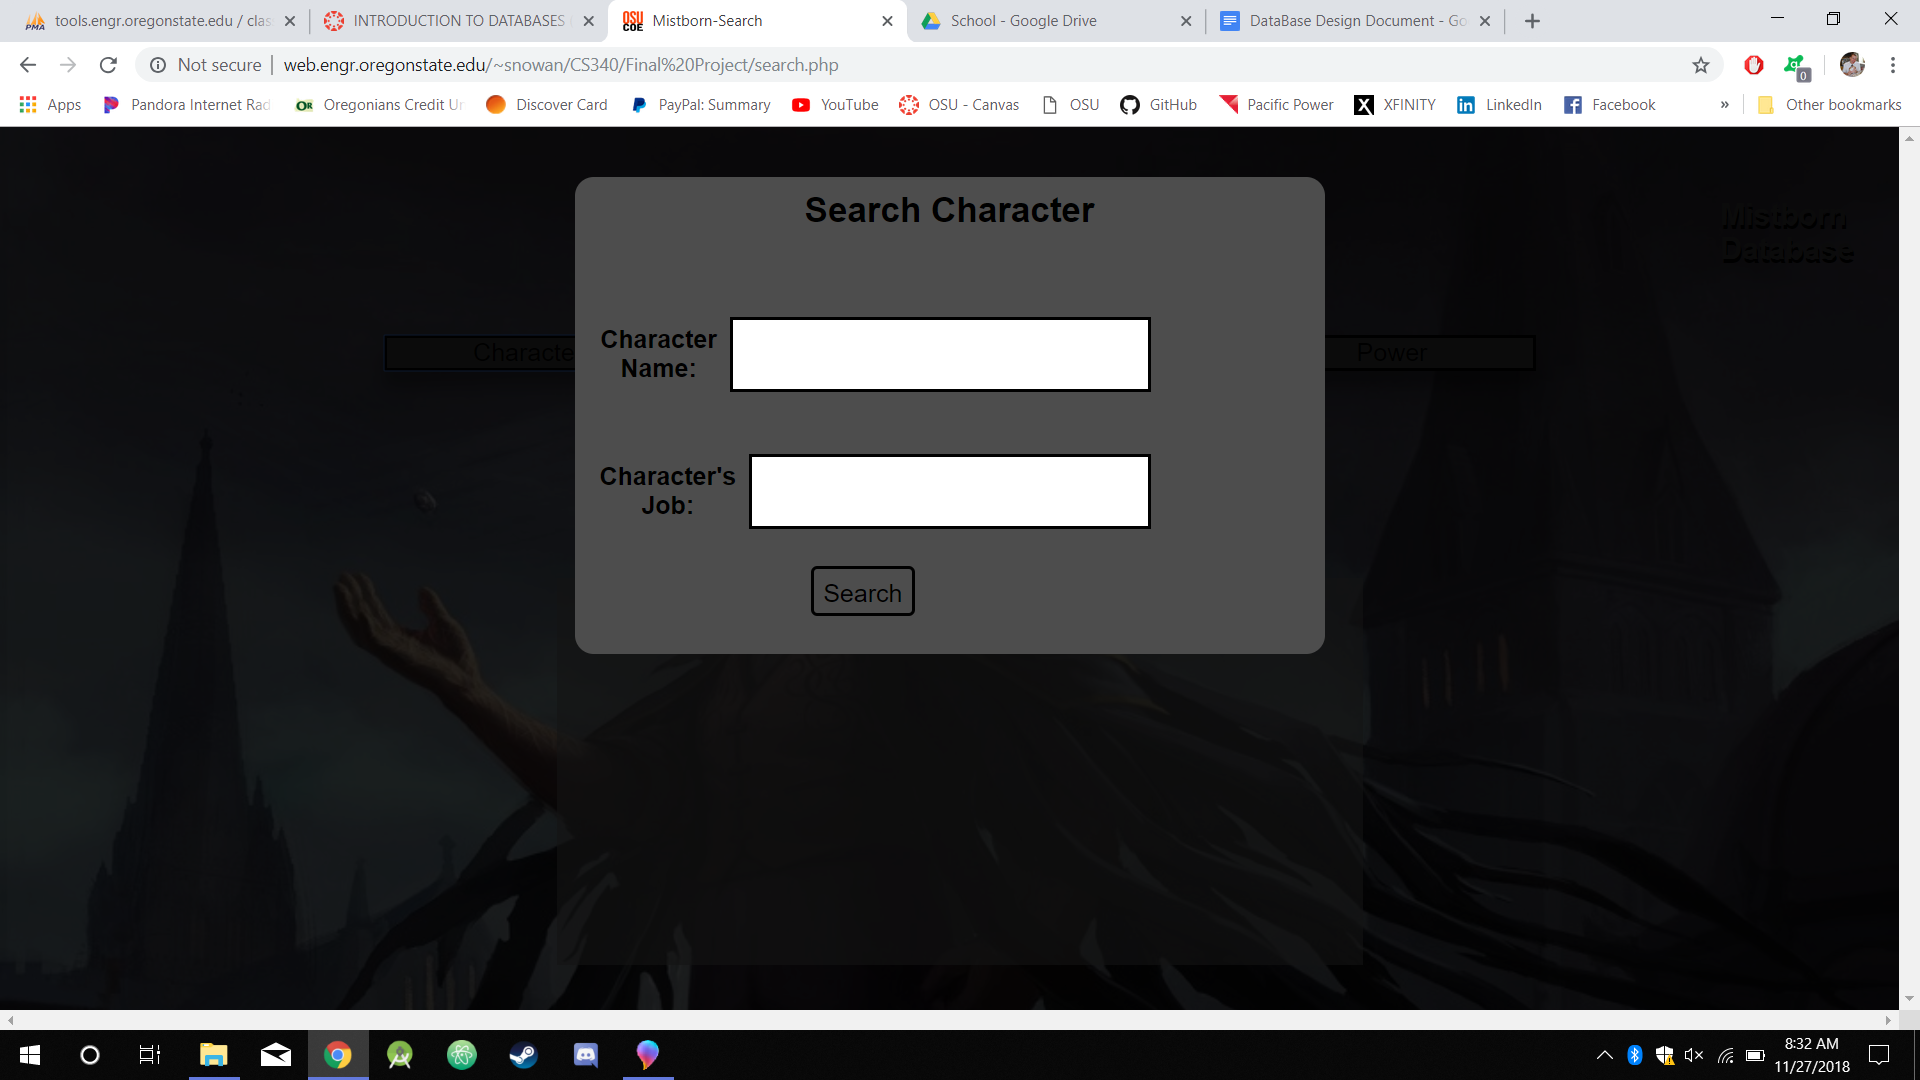 tools.engr.oregonstate.edu / clas
INTRODUCTION TO DATABASES (
Mistborn-Search
School - Google Drive
DataBase Design Document - Go
Not secure | web.engr.oregonstate.edu/~snowan/CS340/Final%20Project/search.php
0
Apps
Pandora Internet Rad
Oregonians Credit Un
Discover Card
PayPal: Summary
YouTube
OSU - Canvas
OSU
GitHub
Pacific Power
XFINITY
LinkedIn
Facebook
»
Other bookmarks
Search Character
Mistborn
Database
Character
Name:
Characte
Power
Character's
Job:
Search
8:32 AM
11/27/2018